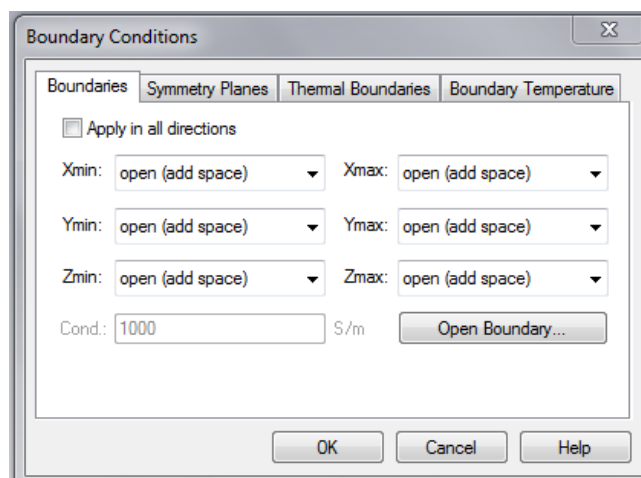 Boundary Conditions
Boundaries Symmetry Planes Thermal Boundaries Boundary Temperature
Apply in all directions
Xmin: open (add space) Xmax: open (add space)
Ymin: open (add space) Ymax: open (add space)
Zmin: open (add space) Zmax: open (add space)
Cond.: 1000 S/m Open Boundary...
OK Cancel Help